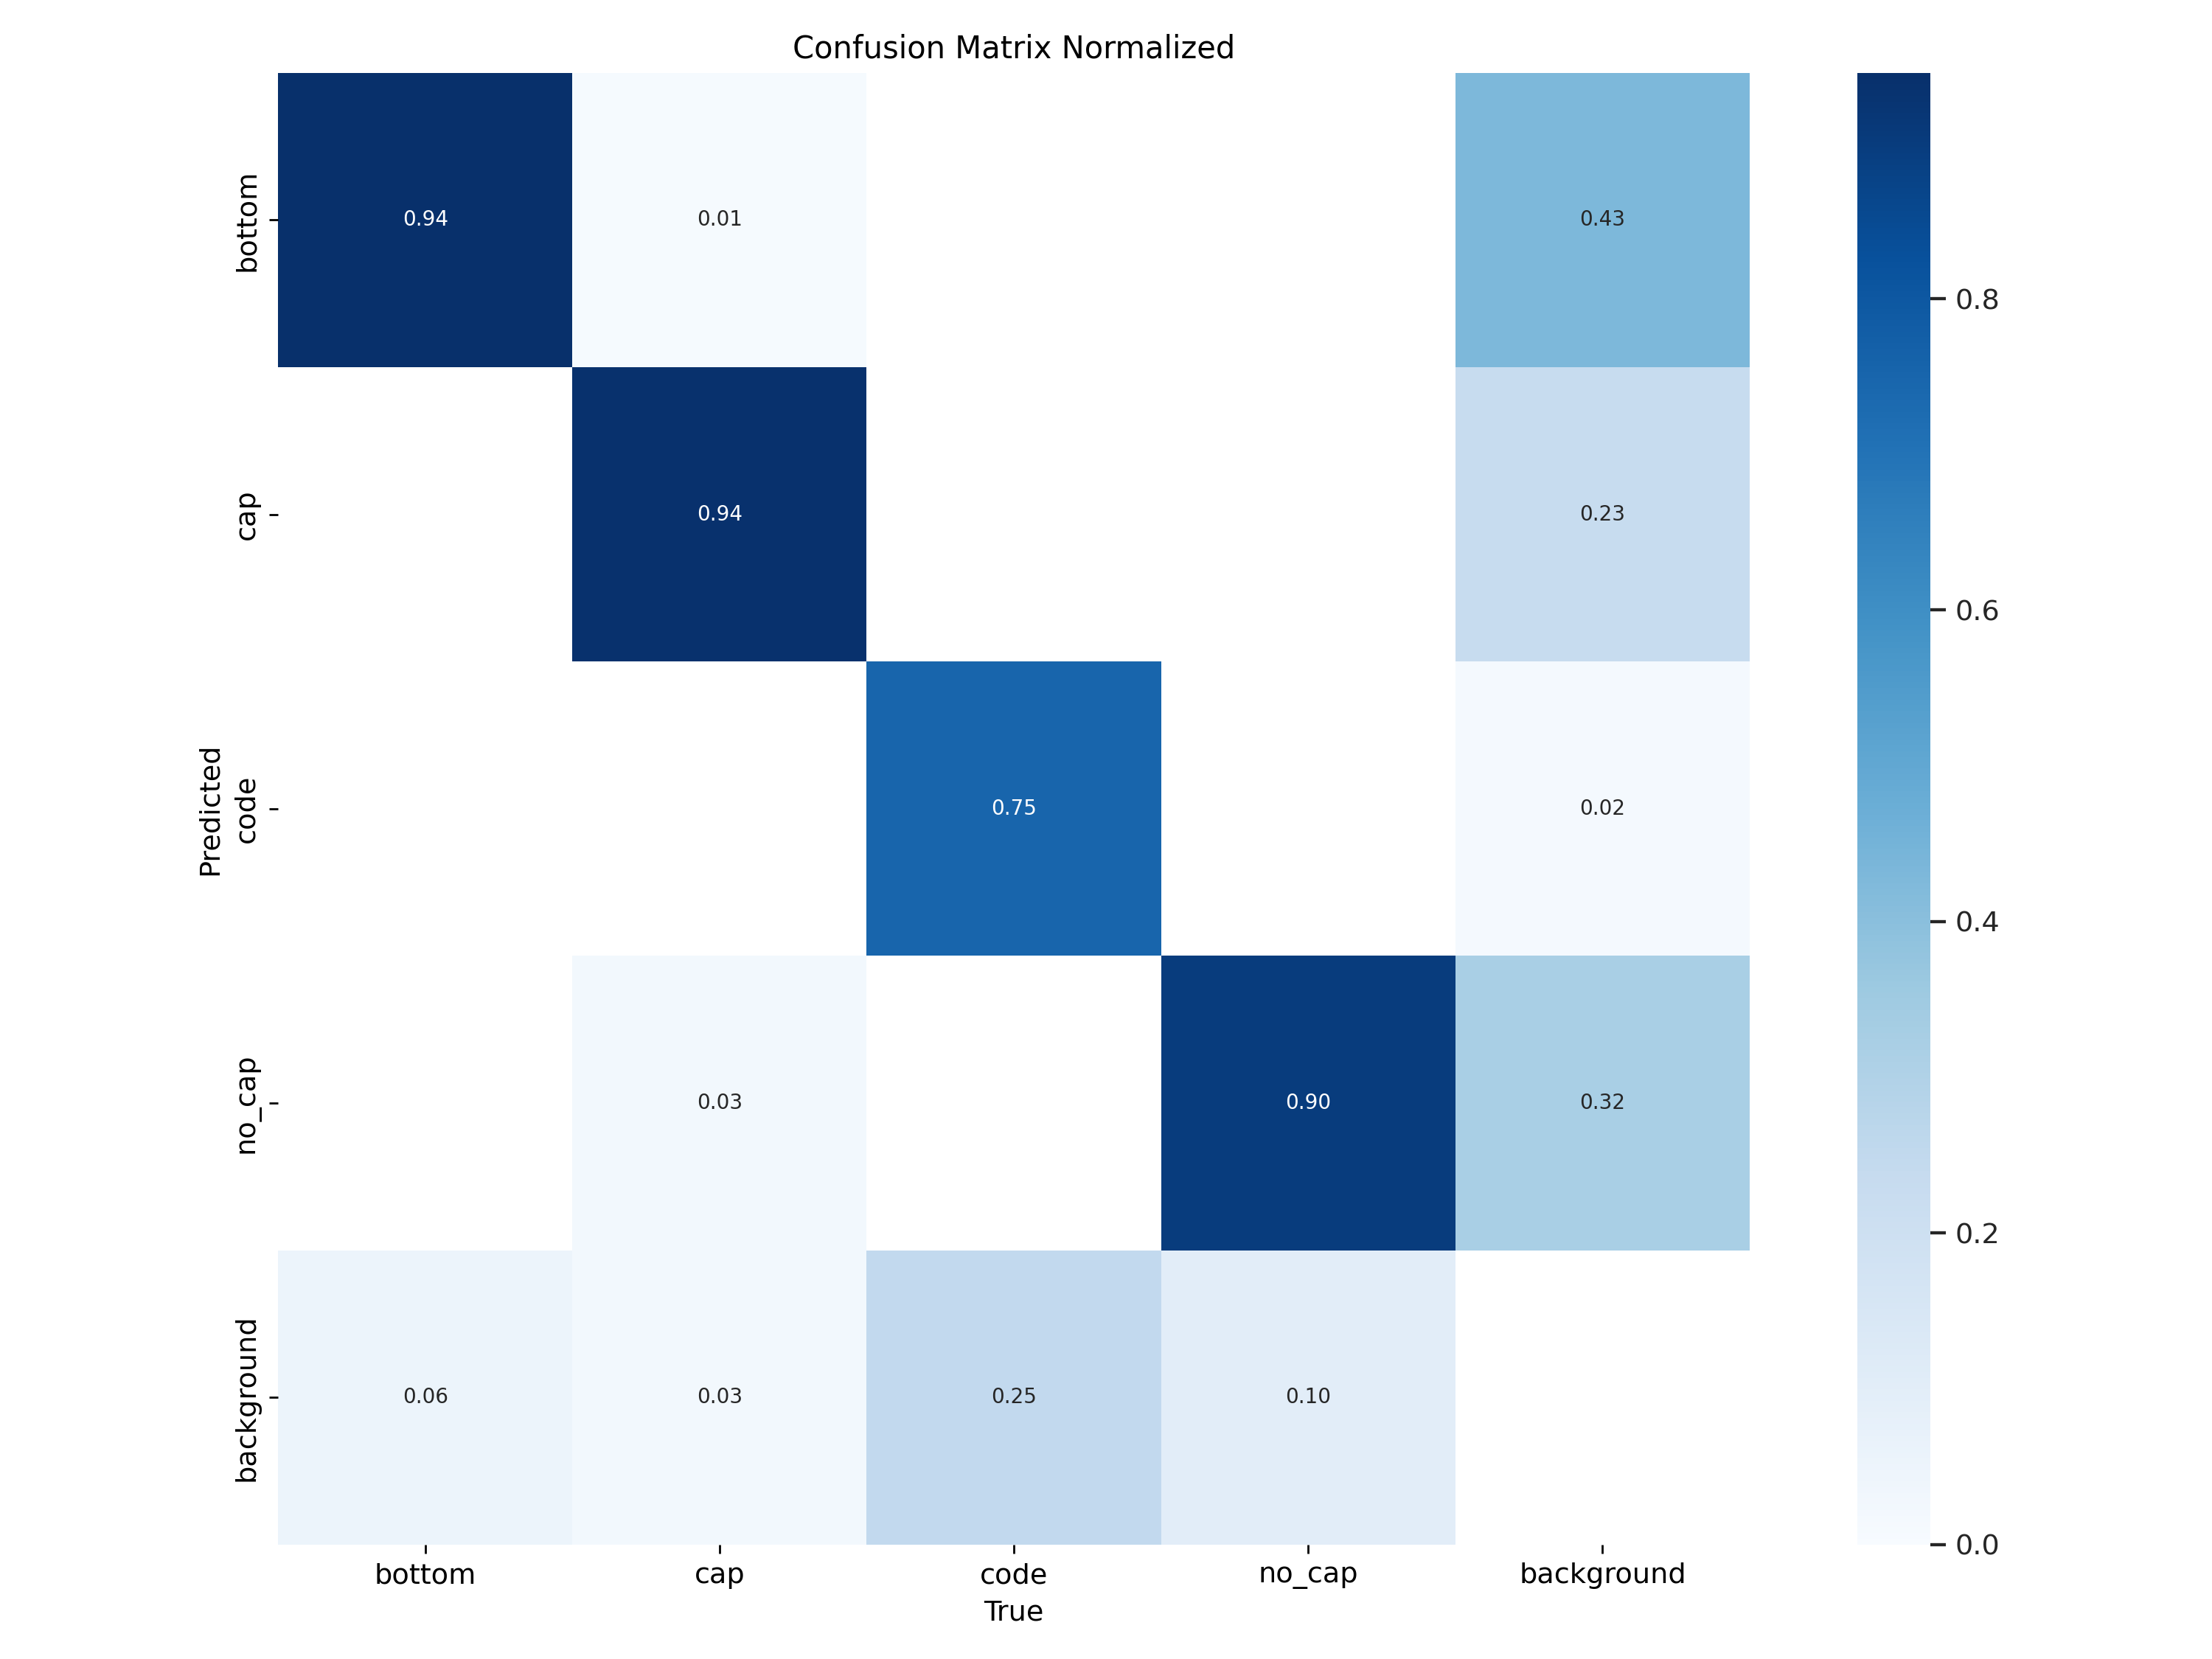 Confusion Matrix Normalized
bottom
0.94
0.01
0.43
cap
0.94
0.23
Predicted
code
0.75
0.02
no_cap
0.03
0.90
0.32
background
0.06
0.03
0.25
0.10
bottom
cap
code
no_cap
background
True
0.8
0.6
0.4
0.2
0.0